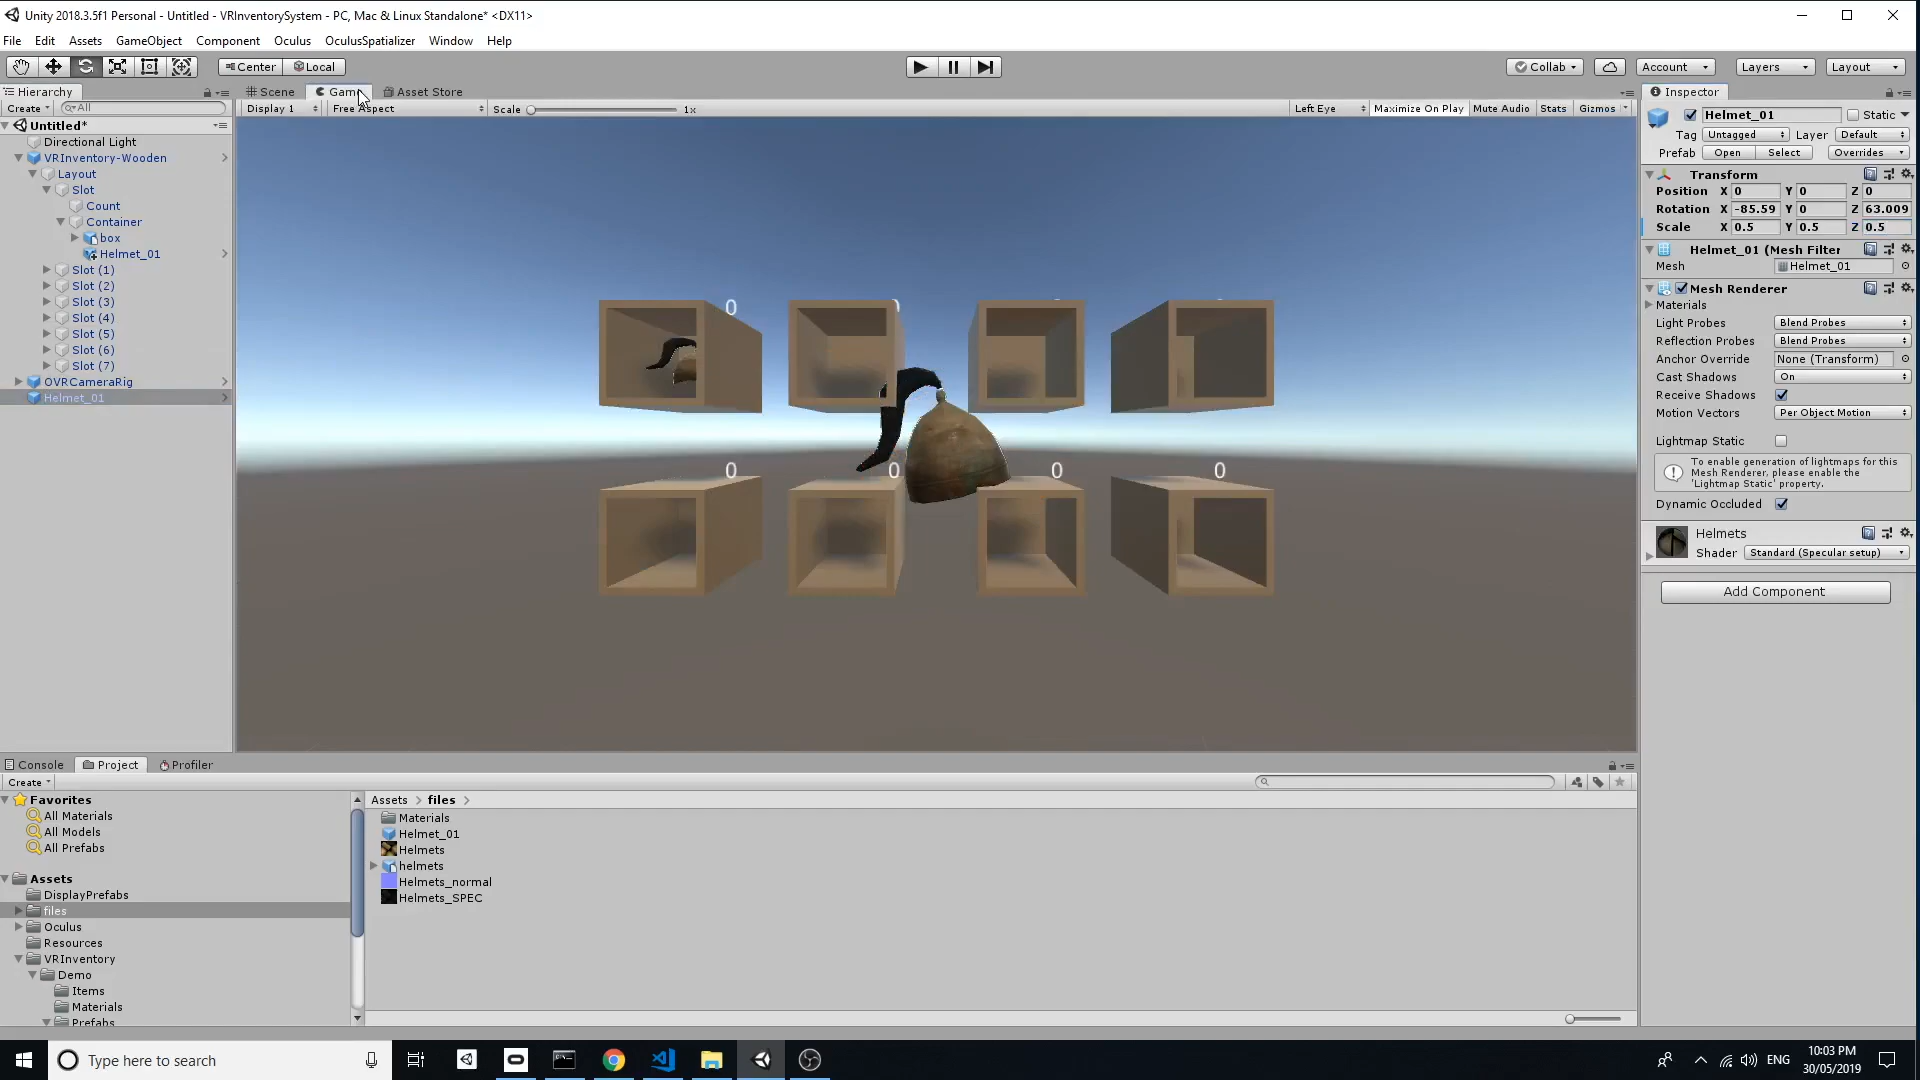 Unity 2018.3.5f1 Personal - Untitled - VRInventorySystem - PC, Mac & Linux Standalone* <DX11>
File Edit Assets GameObject Component Oculus OculusSpatializer Window Help
Center Local Collab Account Layers Layout
Hierarchy Scene Game Asset Store Inspector
Create All Display 1 Free Aspect Scale 1x Left Eye Maximize On Play Mute Audio Stats Gizmos
Untitled*
Directional Light
VRInventory-Wooden
Layout
Slot
Count
Container
box
Helmet_01
Slot (1)
Slot (2)
Slot (3)
Slot (4)
Slot (5)
Slot (6)
Slot (7)
OVRCameraRig
Helmet_01
0
0 0 0 0
Helmet_01 Static
Tag Untagged Layer Default
Prefab Open Select Overrides
Transform
Position X 0 Y 0 Z 0
Rotation X -85.59 Y 0 Z 63.009
Scale X 0.5 Y 0.5 Z 0.5
Helmet_01 (Mesh Filter
Mesh Helmet_01
Mesh Renderer
Materials
Light Probes Blend Probes
Reflection Probes Blend Probes
Anchor Override None (Transform)
Cast Shadows On
Receive Shadows
Motion Vectors Per Object Motion
Lightmap Static
To enable generation of lightmaps for this
Mesh Renderer, please enable the
'Lightmap Static' property.
Dynamic Occluded
Helmets
Shader Standard (Specular setup)
Add Component
Console Project Profiler
Create
Favorites
All Materials
All Models
All Prefabs
Assets
DisplayPrefabs
files
Oculus
Resources
VRInventory
Demo
Items
Materials
Prefabs
Assets > files >
Materials
Helmet_01
Helmets
helmets
Helmets_normal
Helmets_SPEC
Type here to search
ENG
10:03 PM
30/05/2019